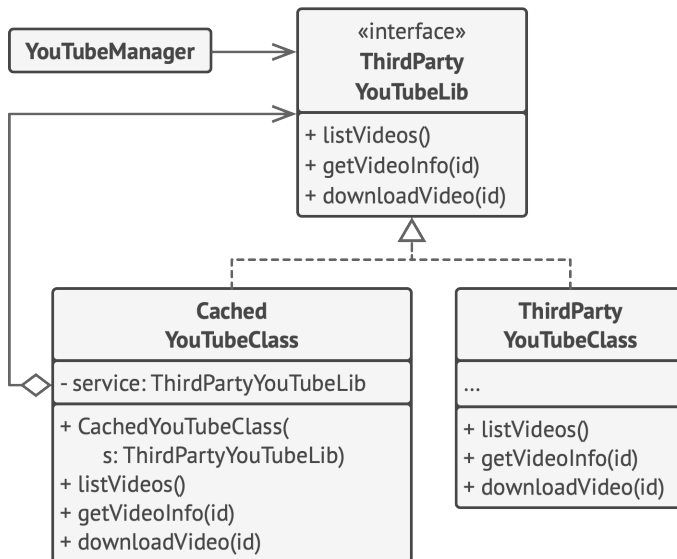 YouTubeManager
«interface»
ThirdParty
YouTubeLib
+ listVideos()
+ getVideoInfo(id)
+ downloadVideo(id)
Cached
YouTubeClass
- service: ThirdPartyYouTubeLib
+ CachedYouTubeClass(
s: ThirdPartyYouTubeLib)
+ listVideos()
+ getVideoInfo(id)
+ downloadVideo(id)
ThirdParty
YouTubeClass
...
+ listVideos()
+ getVideoInfo(id)
+ downloadVideo(id)